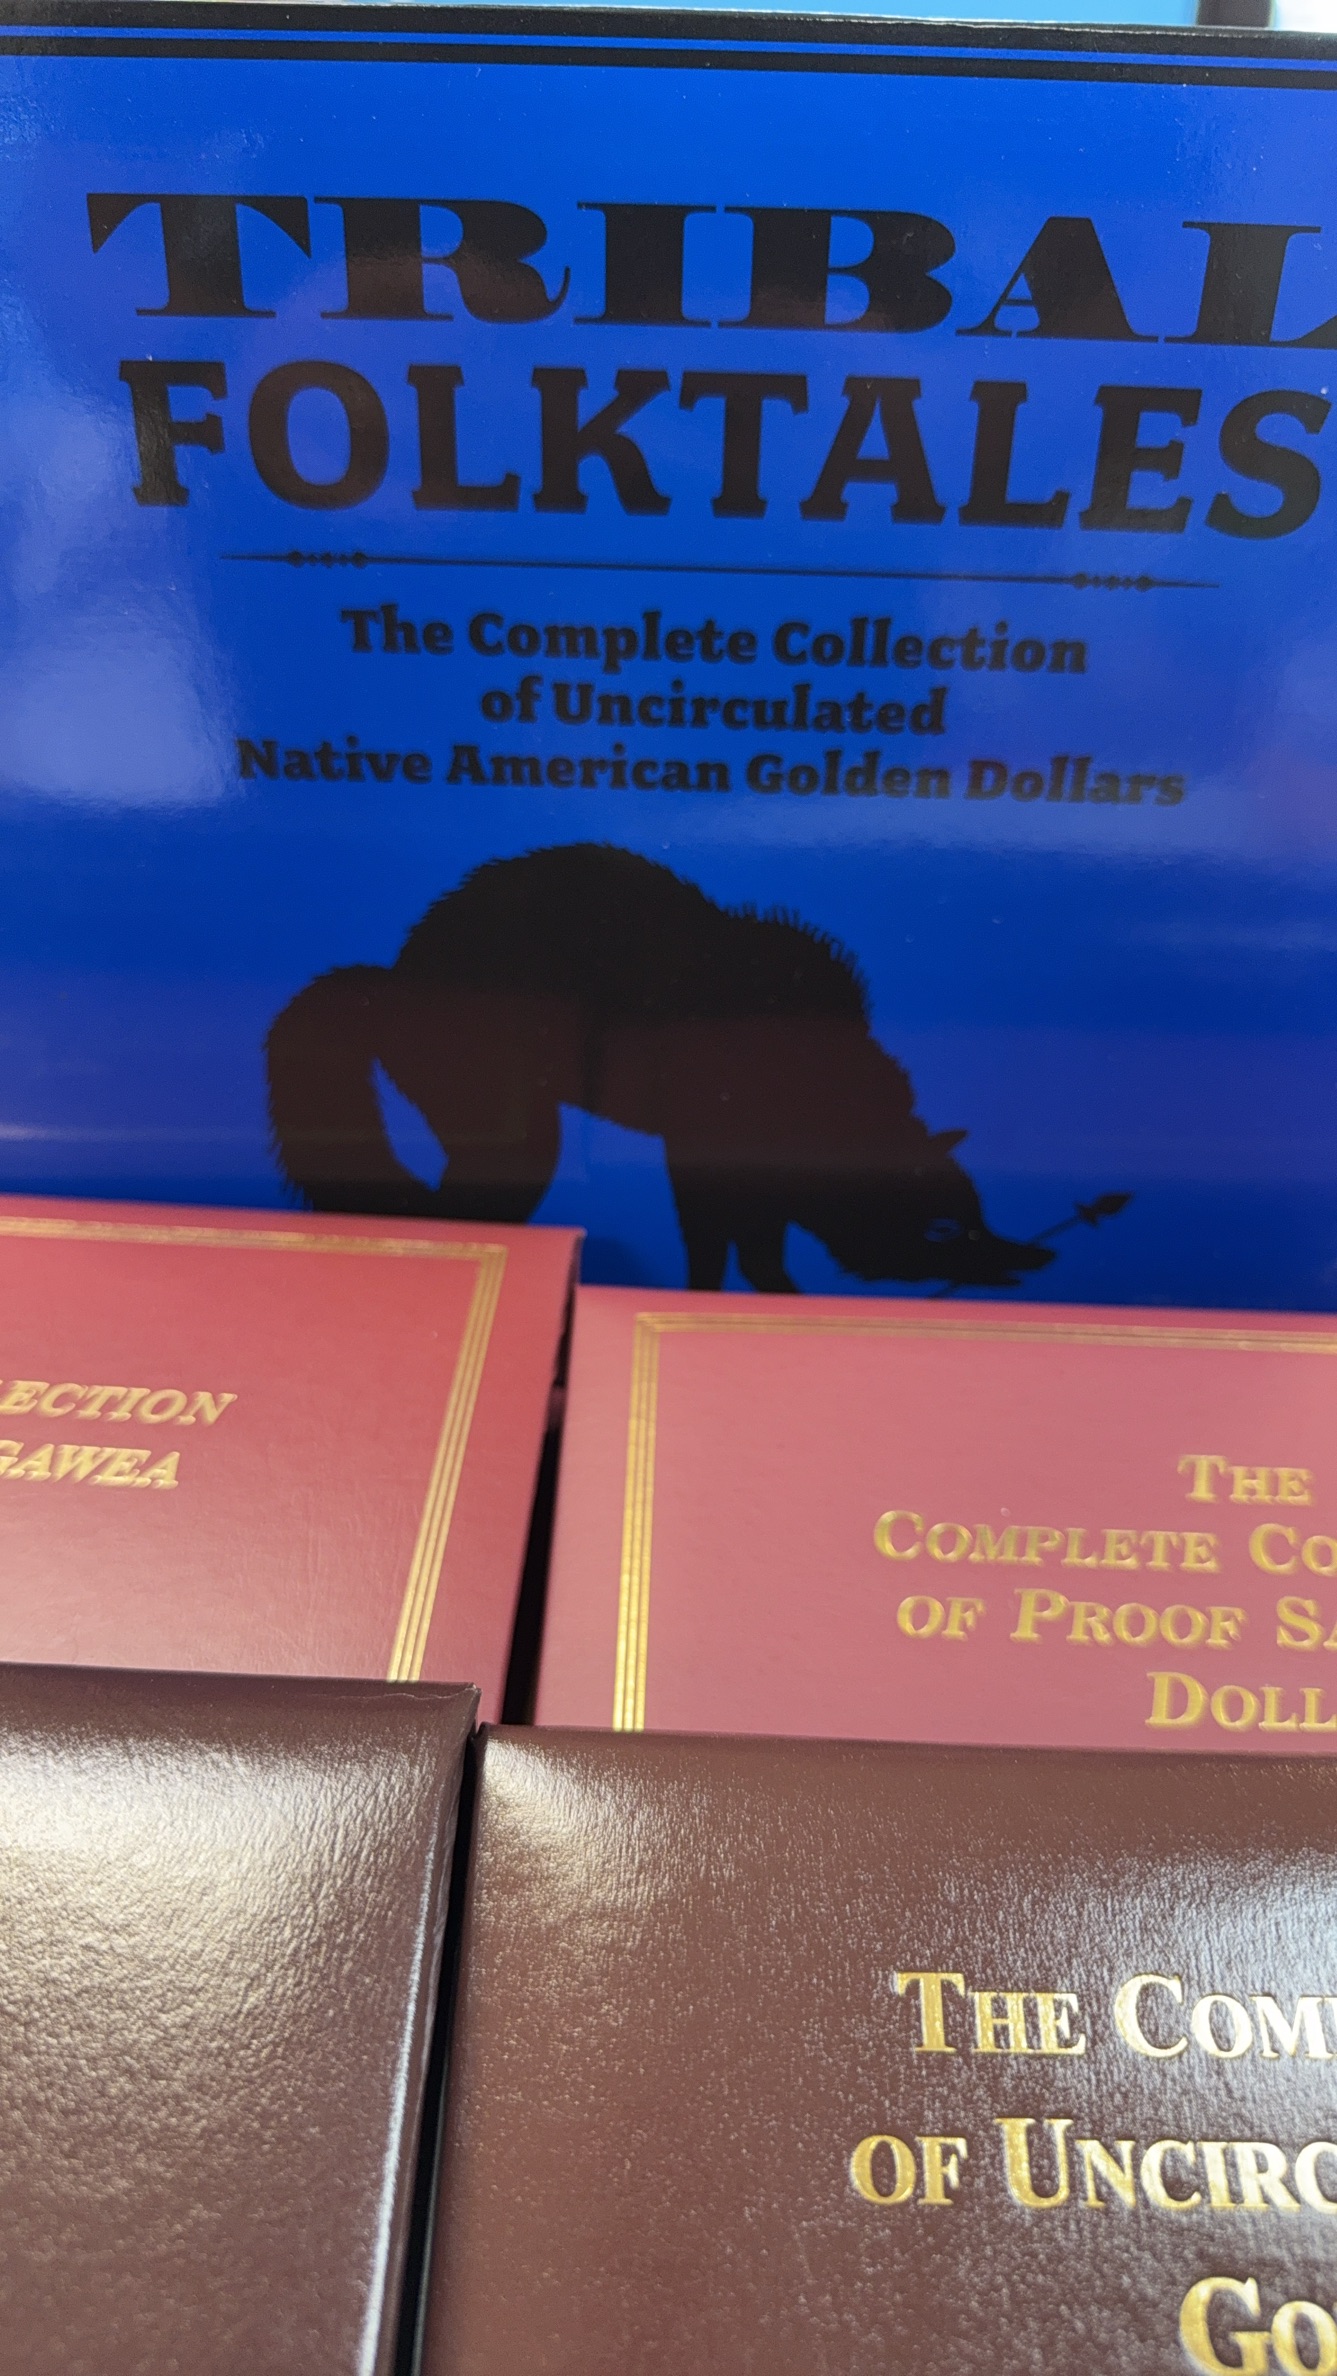 TRIBAL
FOLKTALES
The Complete Collection
of Uncirculated
Native American Golden Dollars
ECTION
GAWEA
THE
COMPLETE CO
OF PROOF SA
DOLL
THE COM
OF UNCIRC
GO